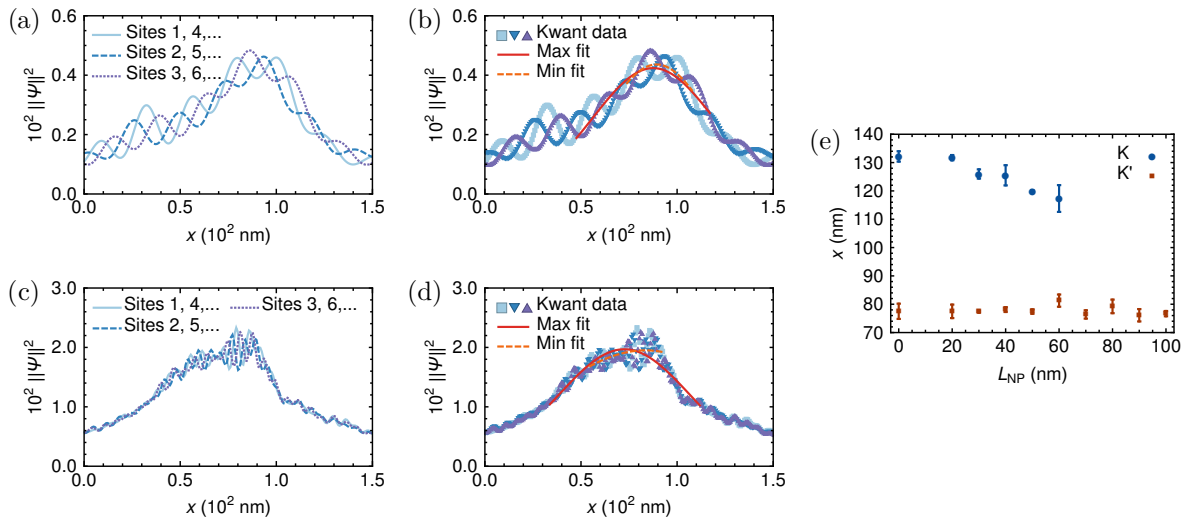 (a)
0.6
0.4
0.2
0.0
10² ||Ψ||²
Sites 1, 4,...
Sites 2, 5,...
Sites 3, 6,...
0.0 0.5 1.0 1.5
x (10² nm)
(b)
0.6
0.4
0.2
0.0
10² ||Ψ||²
Kwant data
Max fit
Min fit
0.0 0.5 1.0 1.5
x (10² nm)
(c)
3.0
2.0
1.0
0.0
10² ||Ψ||²
Sites 1, 4,... Sites 3, 6,...
Sites 2, 5,...
0.0 0.5 1.0 1.5
x (10² nm)
(d)
3.0
2.0
1.0
0.0
10² ||Ψ||²
Kwant data
Max fit
Min fit
0.0 0.5 1.0 1.5
x (10² nm)
(e)
140
130
120
110
100
90
80
70
x (nm)
K
K'
0 20 40 60 80 100
L_NP (nm)